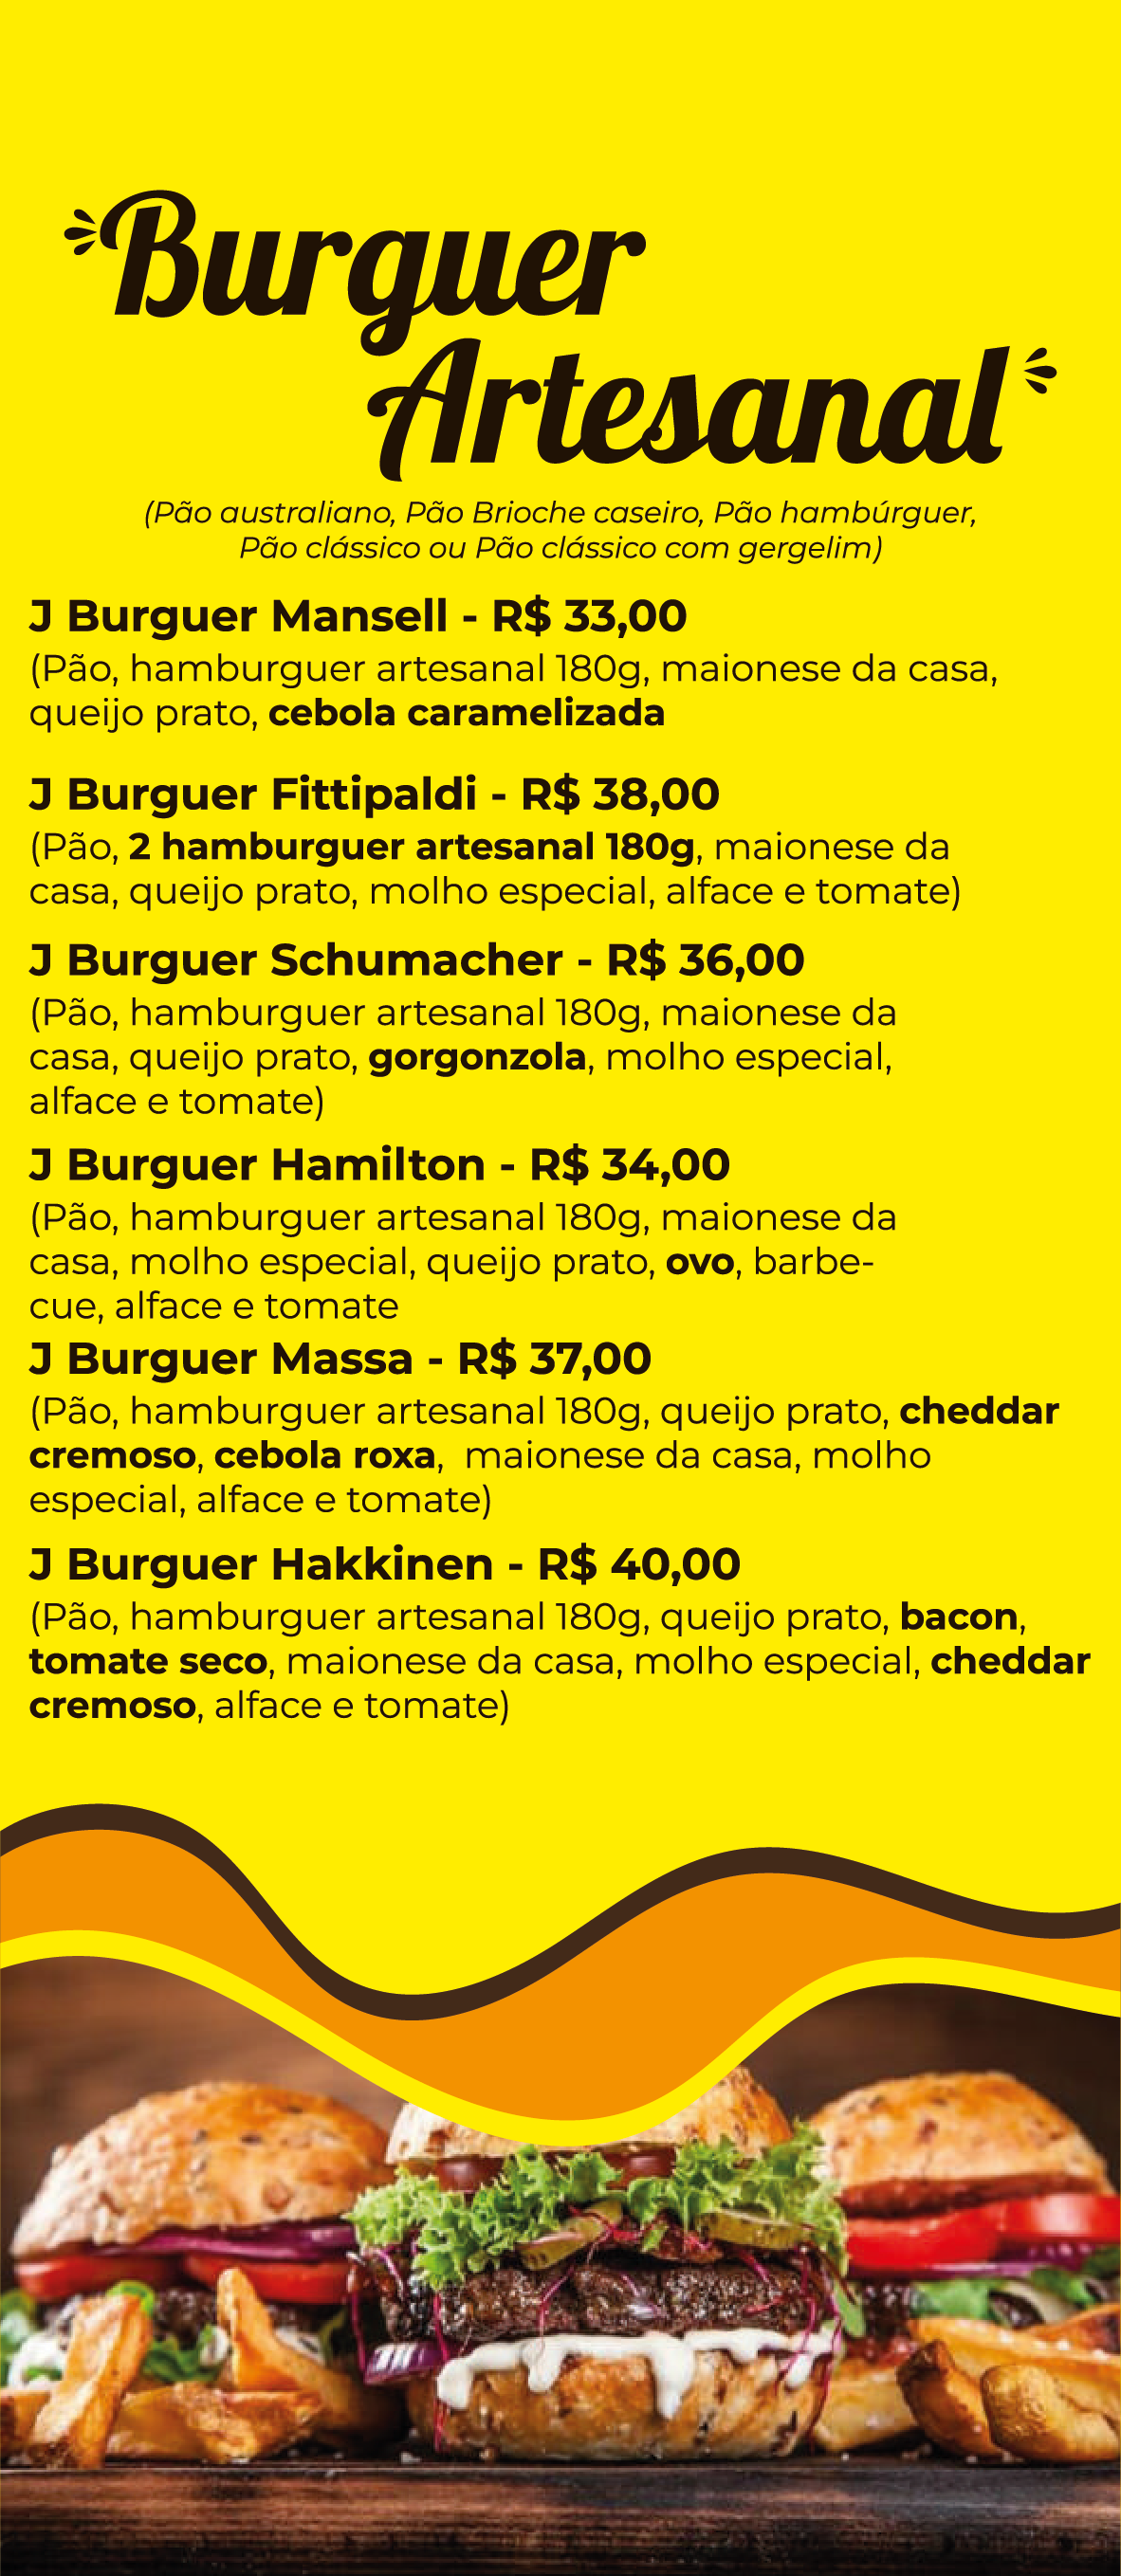 Burguer
Artesanal
(Pão australiano, Pão Brioche caseiro, Pão hambúrguer,
Pão clássico ou Pão clássico com gergelim)
J Burguer Mansell - R$ 33,00
(Pão, hamburguer artesanal 180g, maionese da casa,
queijo prato, cebola caramelizada
J Burguer Fittipaldi - R$ 38,00
(Pão, 2 hamburguer artesanal 180g, maionese da
casa, queijo prato, molho especial, alface e tomate)
J Burguer Schumacher - R$ 36,00
(Pão, hamburguer artesanal 180g, maionese da
casa, queijo prato, gorgonzola, molho especial,
alface e tomate)
J Burguer Hamilton - R$ 34,00
(Pão, hamburguer artesanal 180g, maionese da
casa, molho especial, queijo prato, ovo, barbe-
cue, alface e tomate
J Burguer Massa - R$ 37,00
(Pão, hamburguer artesanal 180g, queijo prato, cheddar
cremoso, cebola roxa,  maionese da casa, molho
especial, alface e tomate)
J Burguer Hakkinen - R$ 40,00
(Pão, hamburguer artesanal 180g, queijo prato, bacon,
tomate seco, maionese da casa, molho especial, cheddar
cremoso, alface e tomate)